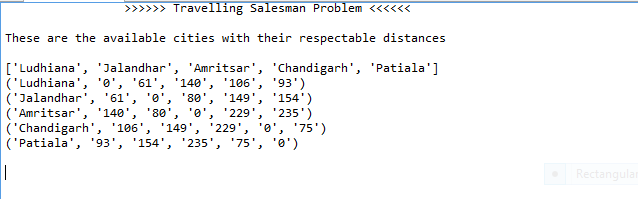 >>>>>> Travelling Salesman Problem <<<<<<
These are the available cities with their respectable distances
['Ludhiana', 'Jalandhar', 'Amritsar', 'Chandigarh', 'Patiala']
('Ludhiana', '0', '61', '140', '106', '93')
('Jalandhar', '61', '0', '80', '149', '154')
('Amritsar', '140', '80', '0', '229', '235')
('Chandigarh', '106', '149', '229', '0', '75')
('Patiala', '93', '154', '235', '75', '0')
Rectangular